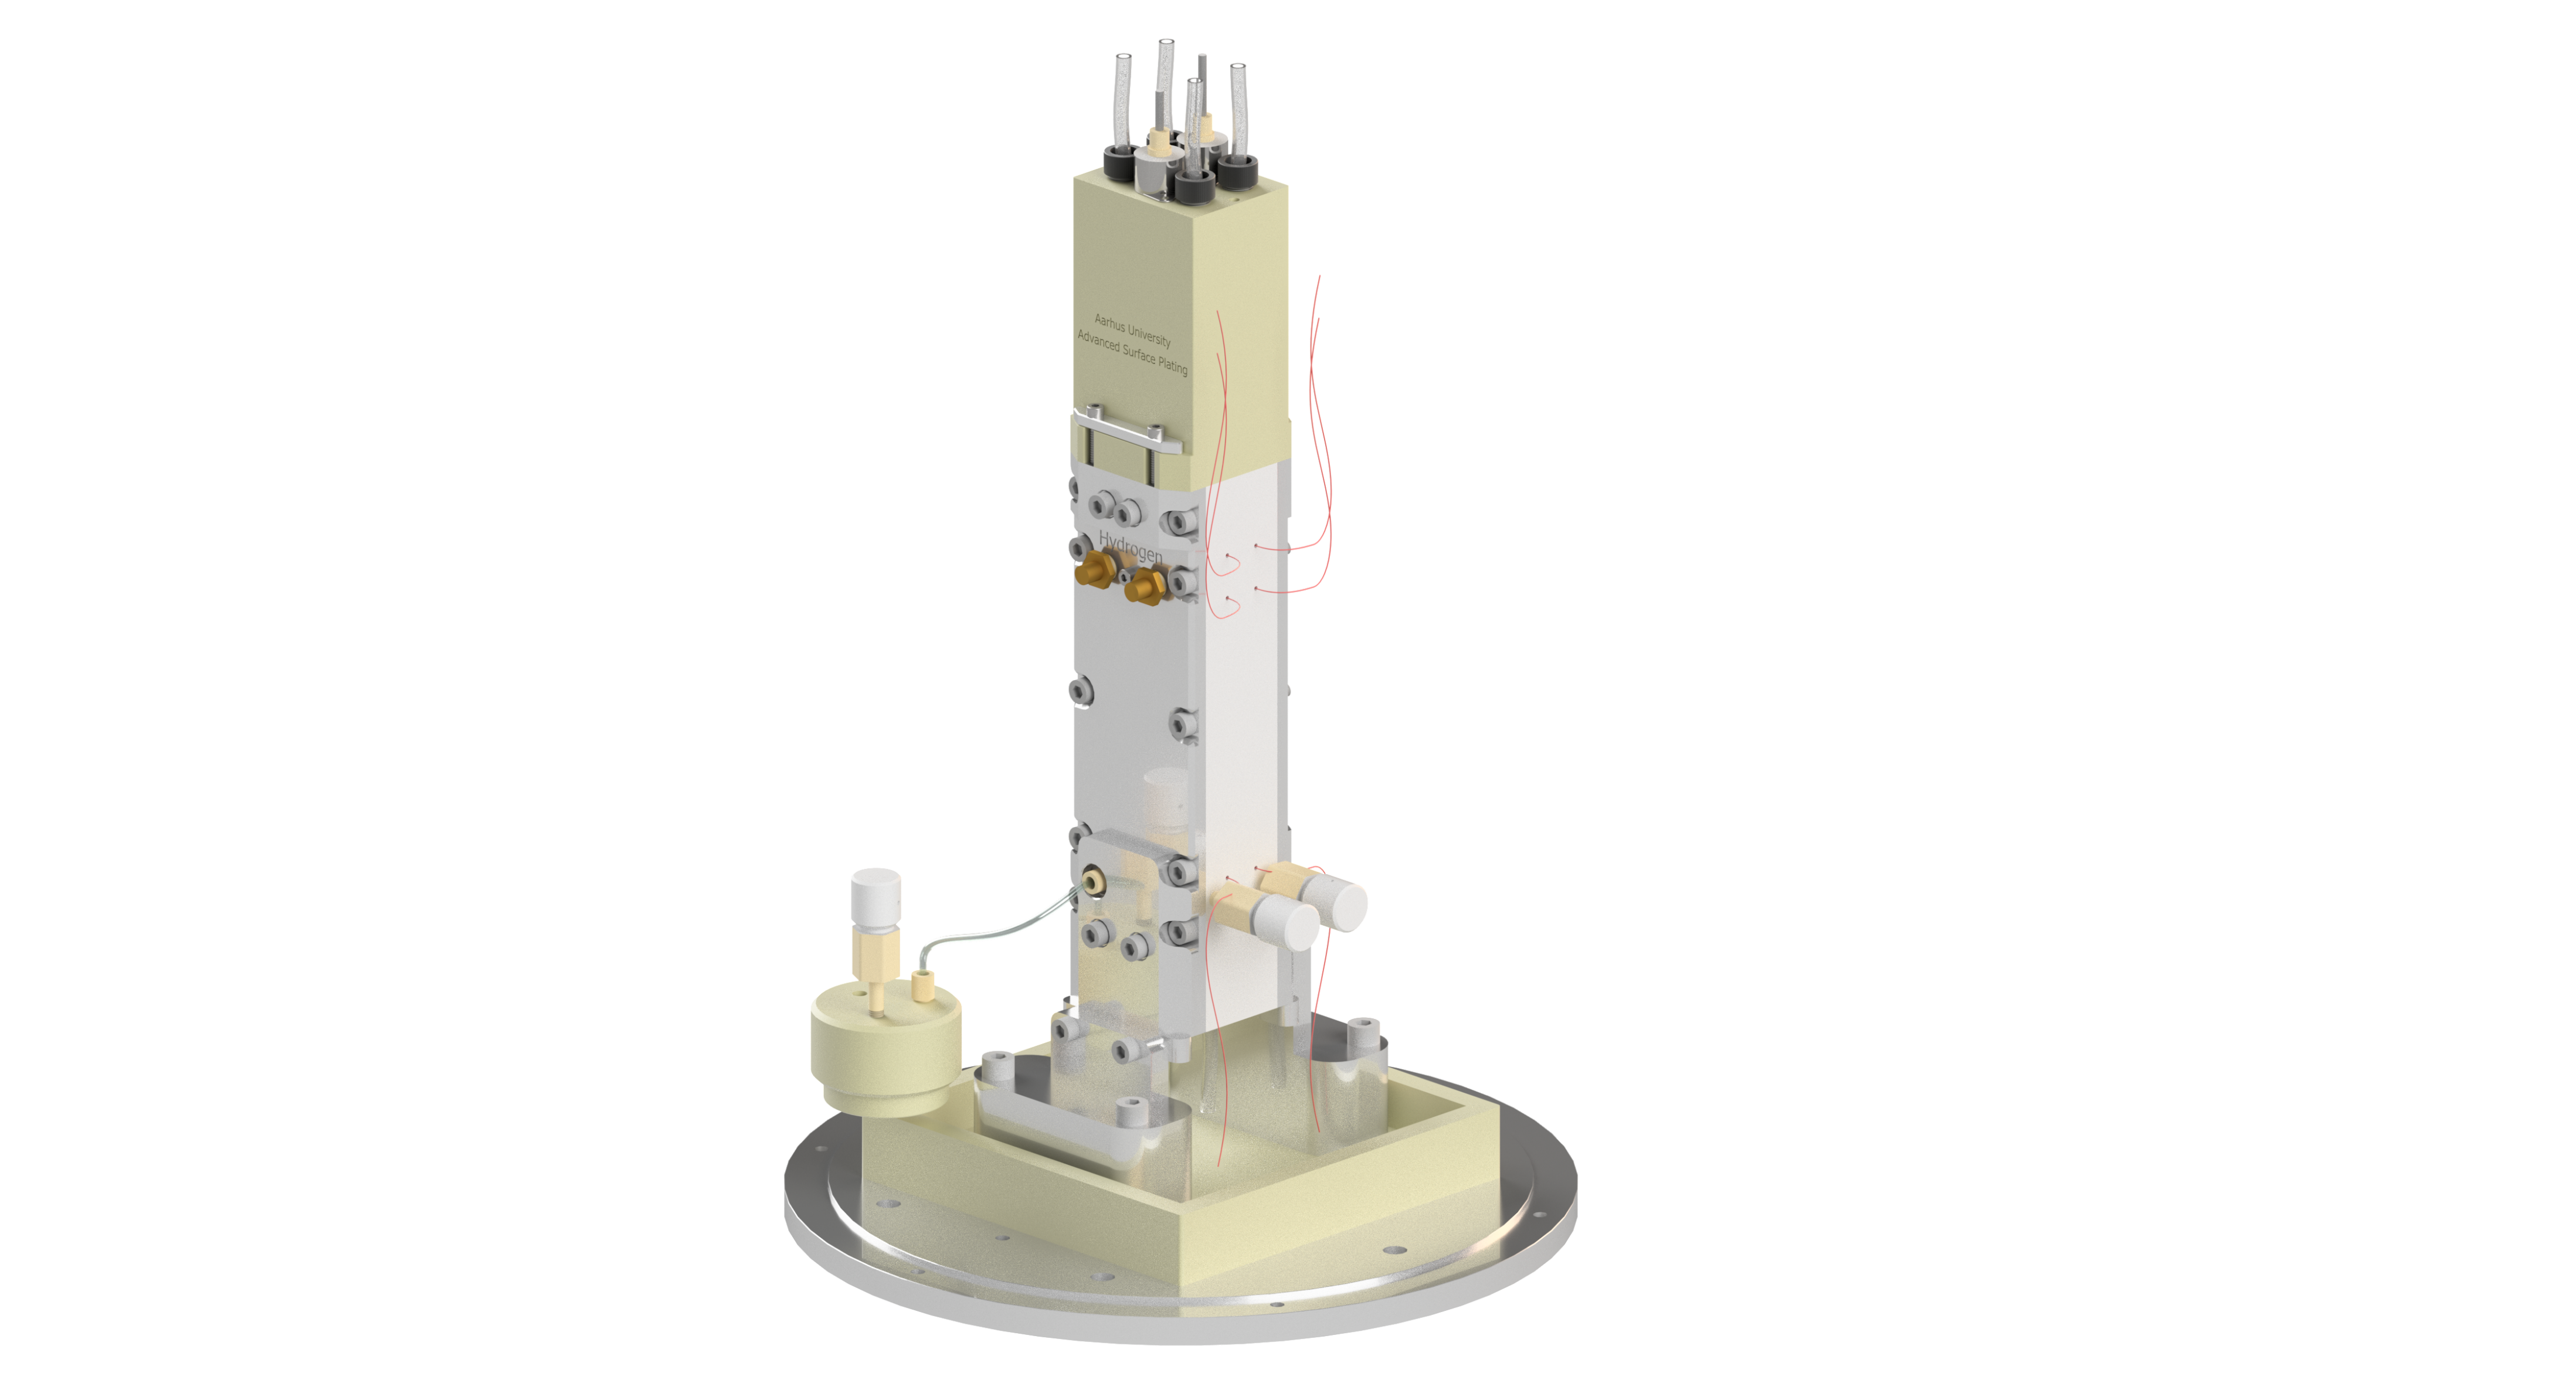 Aarhus University
Advanced Surface Plating
Hydrogen